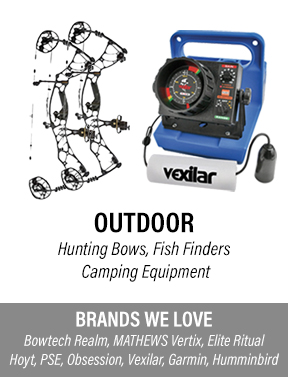 vexilar
OUTDOOR
Hunting Bows, Fish Finders
Camping Equipment
BRANDS WE LOVE
Bowtech Realm, MATHEWS Vertix, Elite Ritual
Hoyt, PSE, Obsession, Vexilar, Garmin, Humminbird